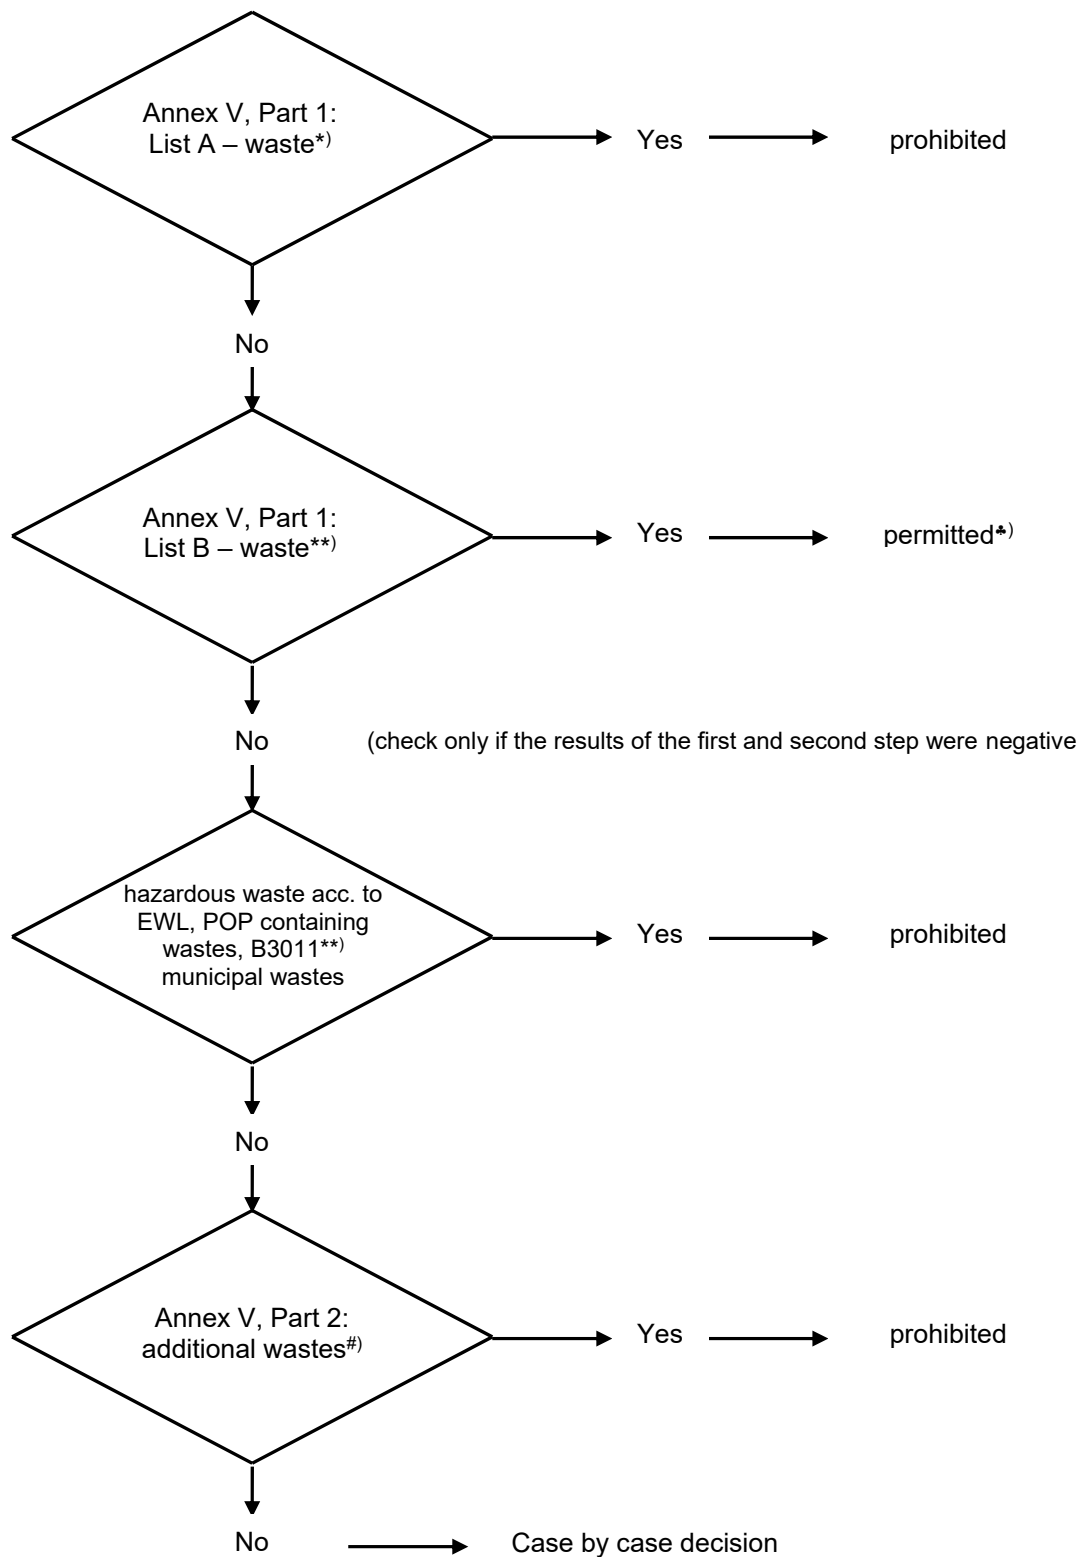 Annex V, Part 1:
List A – waste*)
Yes
prohibited
No
Annex V, Part 1:
List B – waste**)
Yes
permitted♣)
No
(check only if the results of the first and second step were negative
hazardous waste acc. to
EWL, POP containing
wastes, B3011**)
municipal wastes
Yes
prohibited
No
Annex V, Part 2:
additional wastes#)
Yes
prohibited
No
Case by case decision